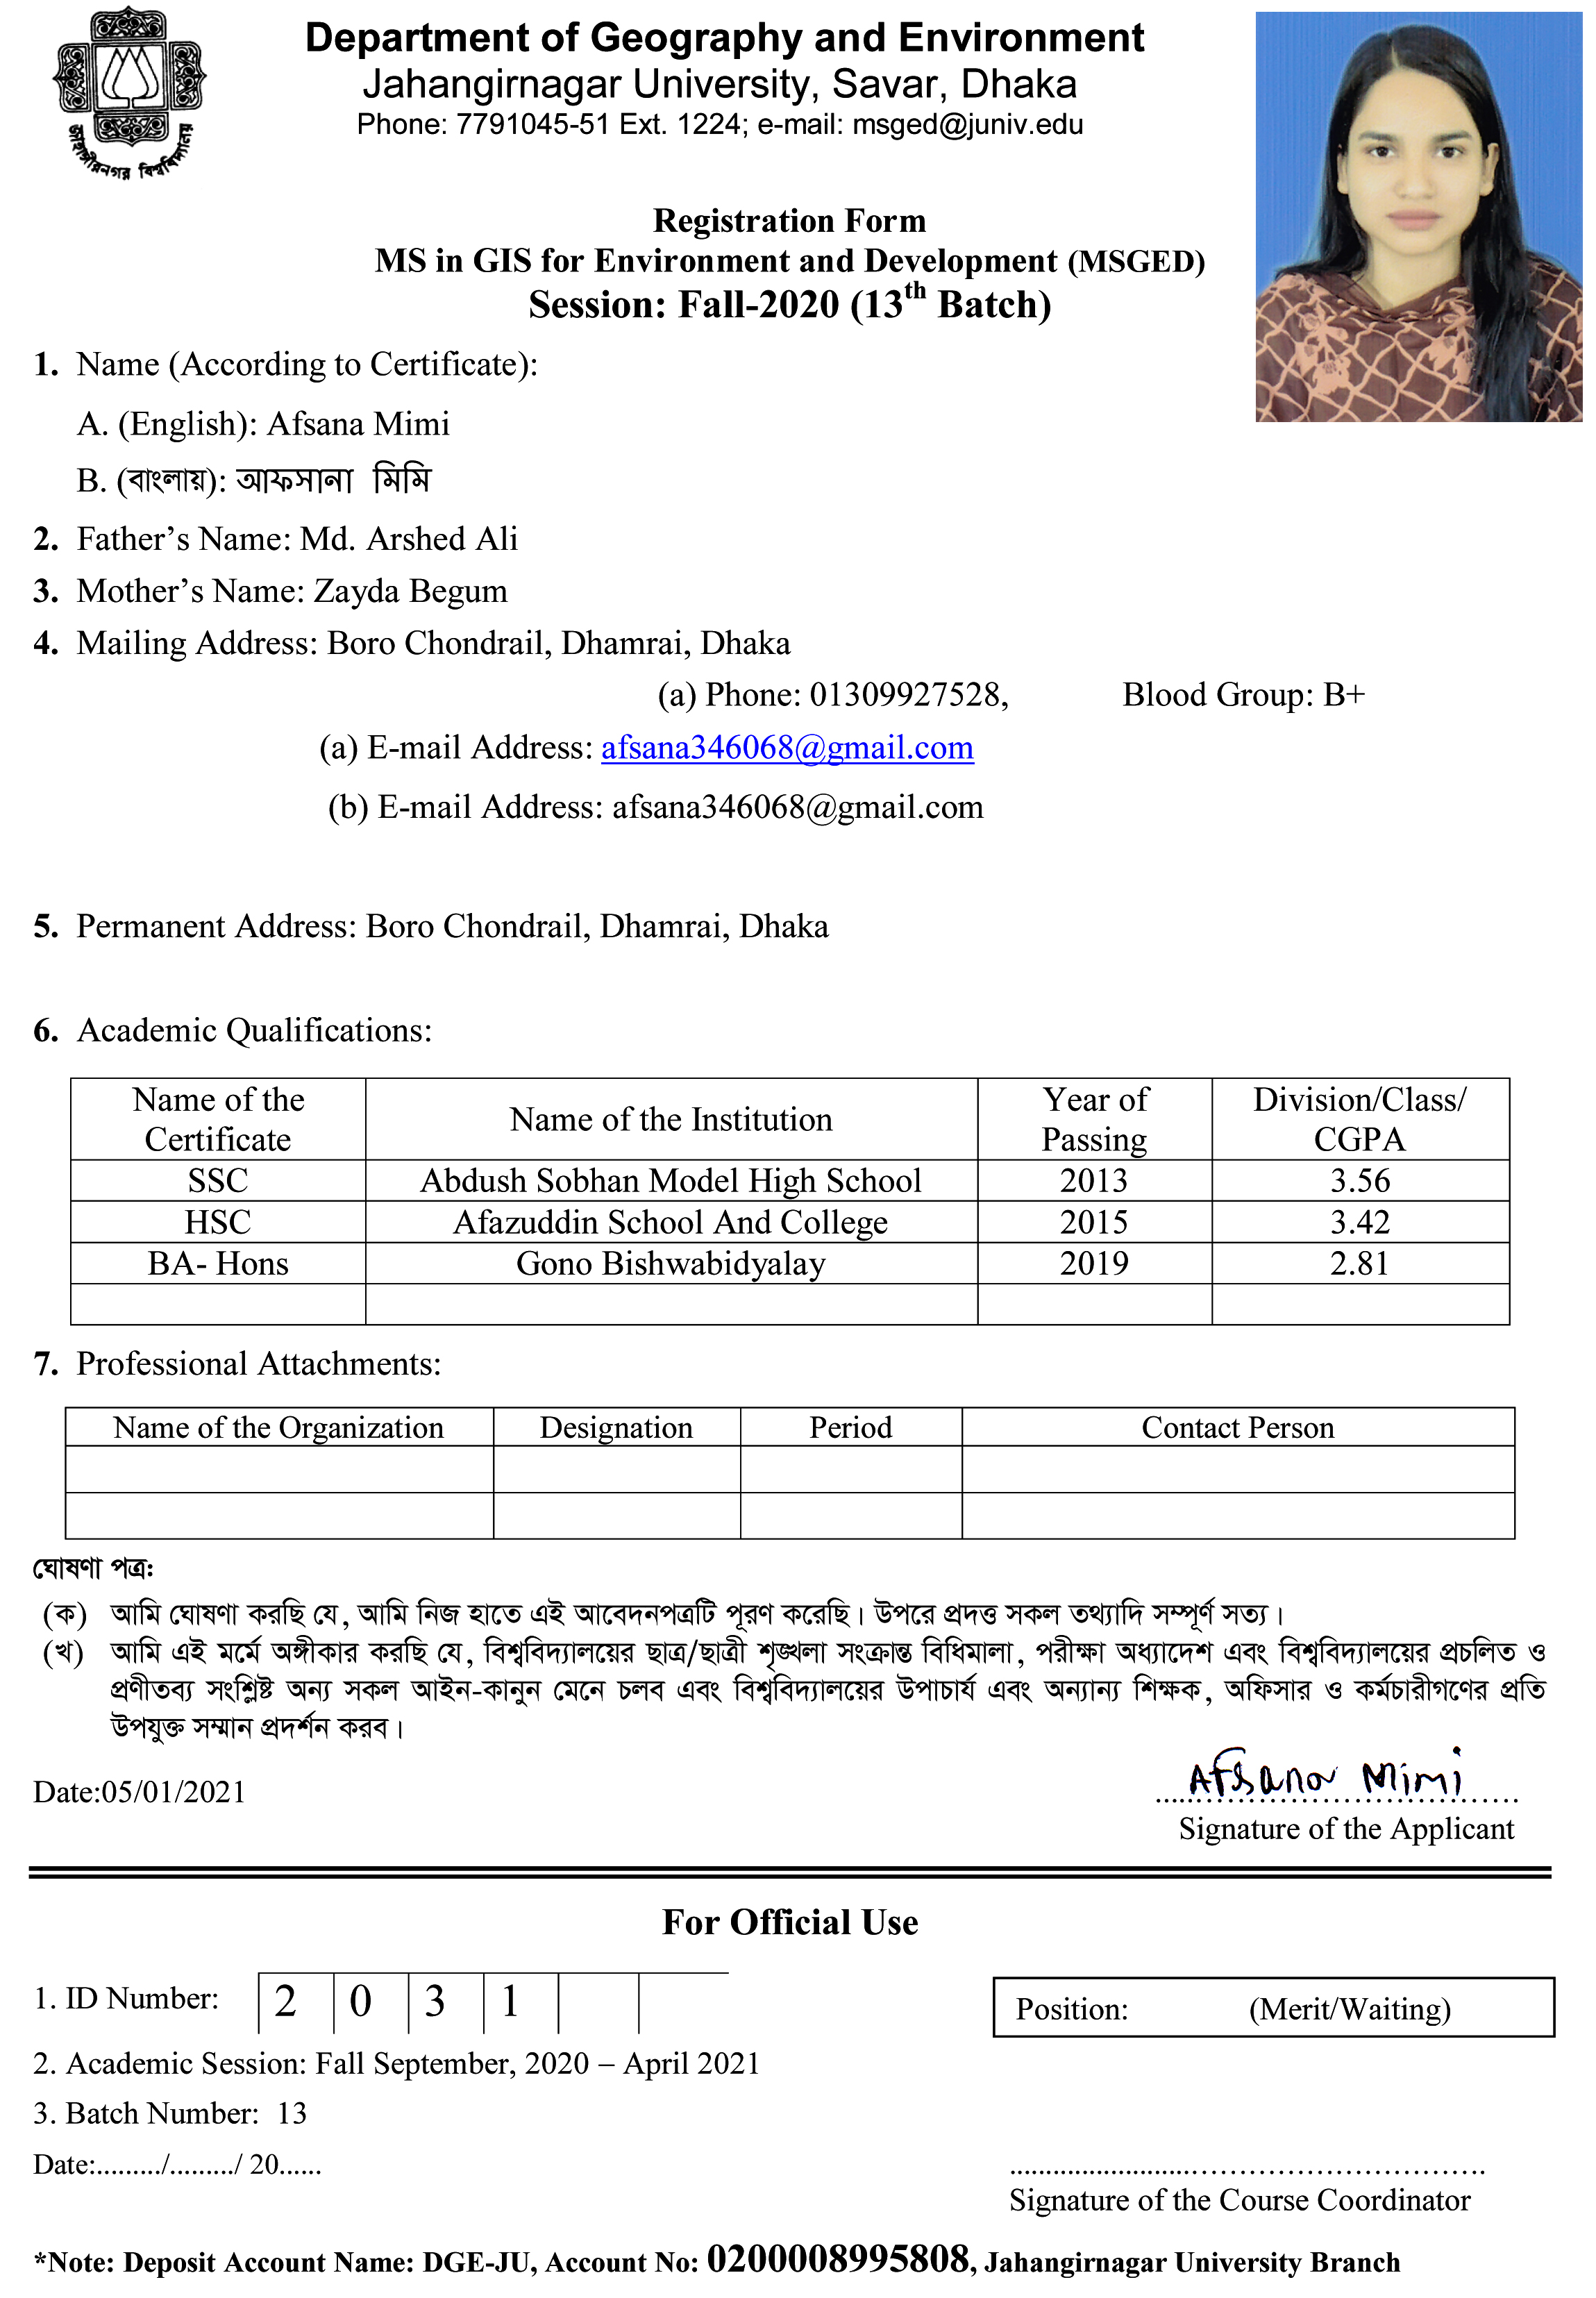 জাহাঙ্গীরনগর বিশ্ববিদ্যালয়
Department of Geography and Environment
Jahangirnagar University, Savar, Dhaka
Phone: 7791045-51 Ext. 1224; e-mail: msged@juniv.edu
Registration Form
MS in GIS for Environment and Development (MSGED)
Session: Fall-2020 (13th Batch)
1. Name (According to Certificate):
A. (English): Afsana Mimi
B. (বাংলায়): আফসানা মিমি
2. Father’s Name: Md. Arshed Ali
3. Mother’s Name: Zayda Begum
4. Mailing Address: Boro Chondrail, Dhamrai, Dhaka
(a) Phone: 01309927528, Blood Group: B+
(a) E-mail Address: afsana346068@gmail.com
(b) E-mail Address: afsana346068@gmail.com
5. Permanent Address: Boro Chondrail, Dhamrai, Dhaka
6. Academic Qualifications:
Name of the Certificate Name of the Institution Year of Passing Division/Class/ CGPA
SSC Abdush Sobhan Model High School 2013 3.56
HSC Afazuddin School And College 2015 3.42
BA- Hons Gono Bishwabidyalay 2019 2.81
7. Professional Attachments:
Name of the Organization Designation Period Contact Person
ঘোষণা পত্র:
(ক) আমি ঘোষণা করছি যে, আমি নিজ হাতে এই আবেদনপত্রটি পূরণ করেছি। উপরে প্রদত্ত সকল তথ্যাদি সম্পূর্ণ সত্য।
(খ) আমি এই মর্মে অঙ্গীকার করছি যে, বিশ্ববিদ্যালয়ের ছাত্র/ছাত্রী শৃঙ্খলা সংক্রান্ত বিধিমালা, পরীক্ষা অধ্যাদেশ এবং বিশ্ববিদ্যালয়ের প্রচলিত ও
প্রণীতব্য সংশ্লিষ্ট অন্য সকল আইন-কানুন মেনে চলব এবং বিশ্ববিদ্যালয়ের উপাচার্য এবং অন্যান্য শিক্ষক, অফিসার ও কর্মচারীগণের প্রতি
উপযুক্ত সম্মান প্রদর্শন করব।
Afsana Mimi
Date:05/01/2021
Signature of the Applicant
For Official Use
1. ID Number: 2 0 3 1
Position: (Merit/Waiting)
2. Academic Session: Fall September, 2020 – April 2021
3. Batch Number: 13
Date:........./........./ 20......
Signature of the Course Coordinator
*Note: Deposit Account Name: DGE-JU, Account No: 0200008995808, Jahangirnagar University Branch